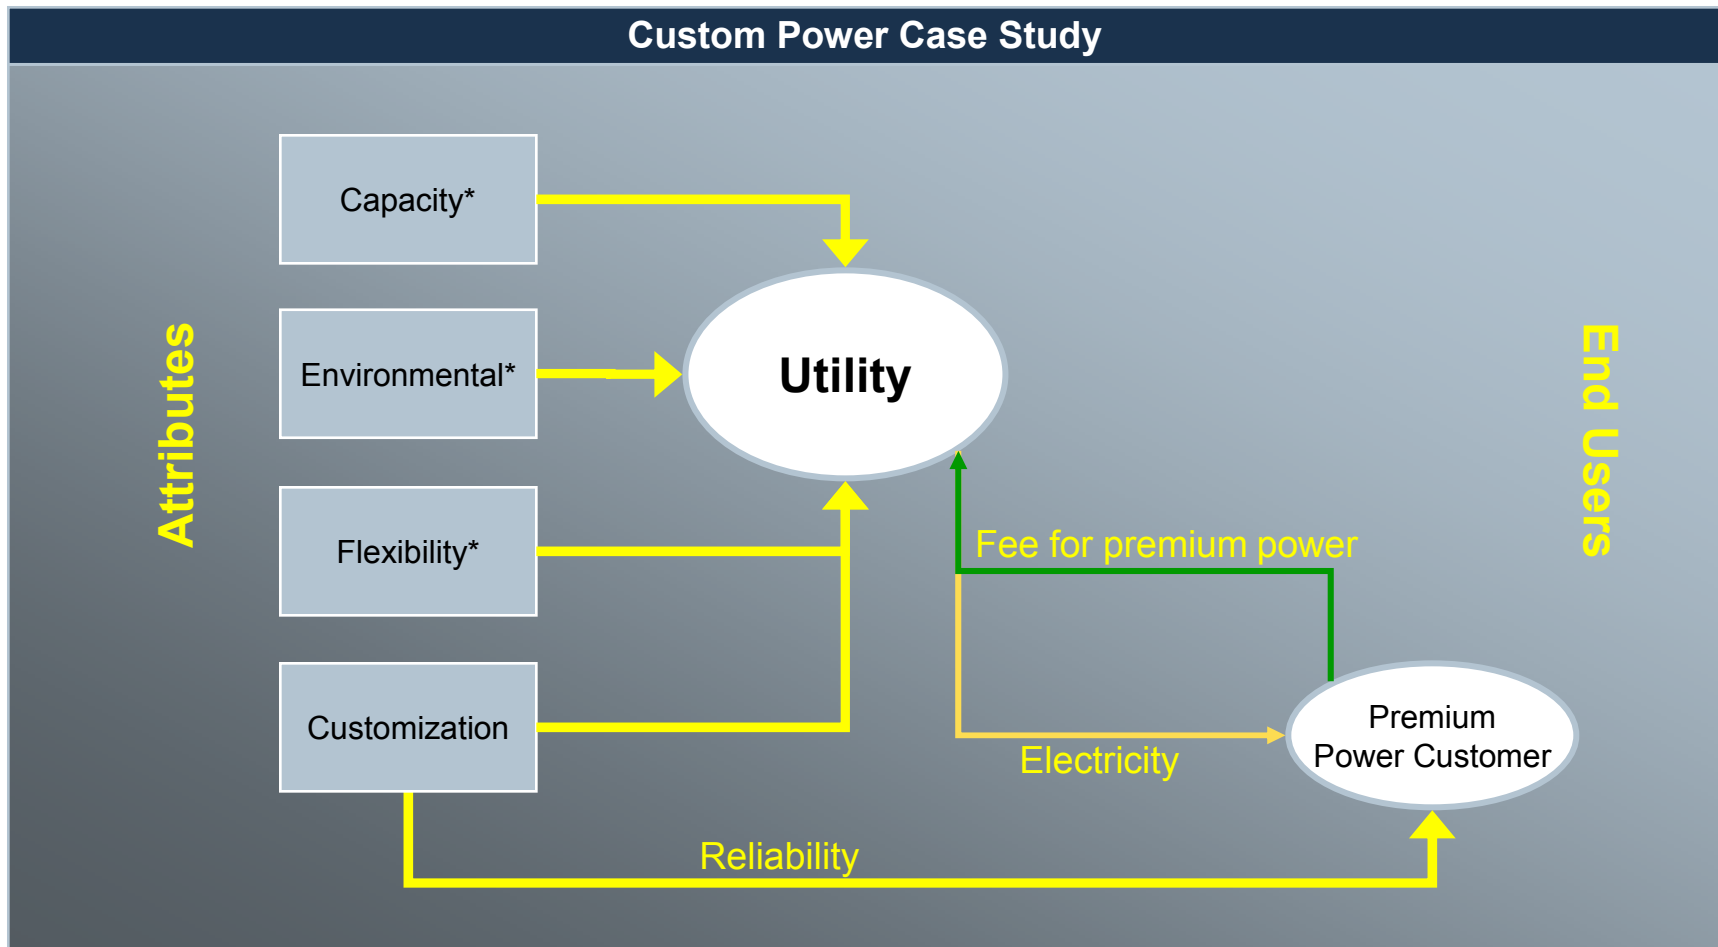 Custom Power Case Study
Attributes
Capacity*
Environmental*
Flexibility*
Customization
Utility
Fee for premium power
Electricity
Reliability
Premium
Power Customer
End Users